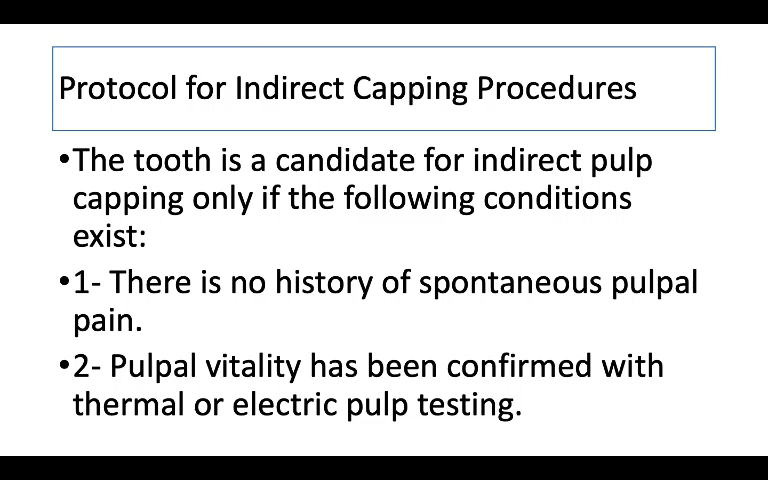 Protocol for Indirect Capping Procedures
•The tooth is a candidate for indirect pulp
capping only if the following conditions
exist:
•1- There is no history of spontaneous pulpal
pain.
•2- Pulpal vitality has been confirmed with
thermal or electric pulp testing.